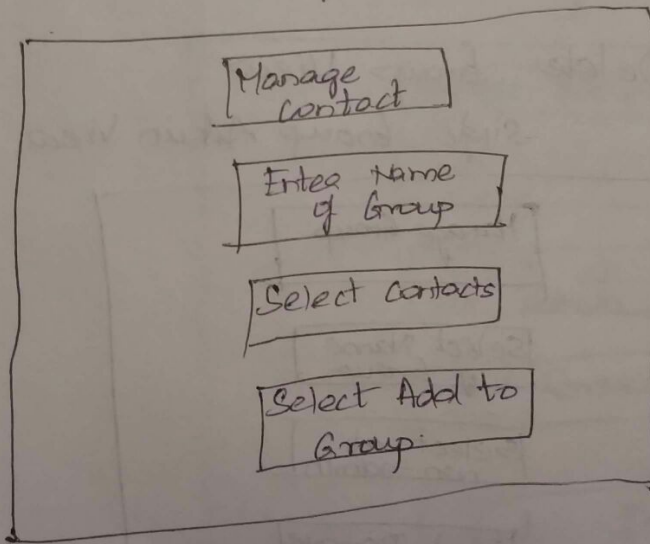 Manage
Contact
Enter Name
of Group
Select Contacts
Select Add to
Group.